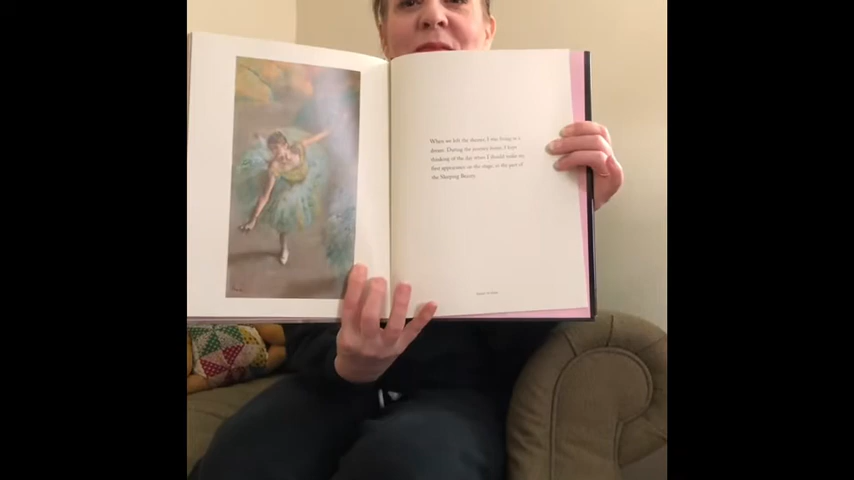 When we left the theater, I was living in a
dream. During the journey home, I kept
thinking of the day when I should make my
first appearance on the stage in the part of
the Sleeping Beauty.